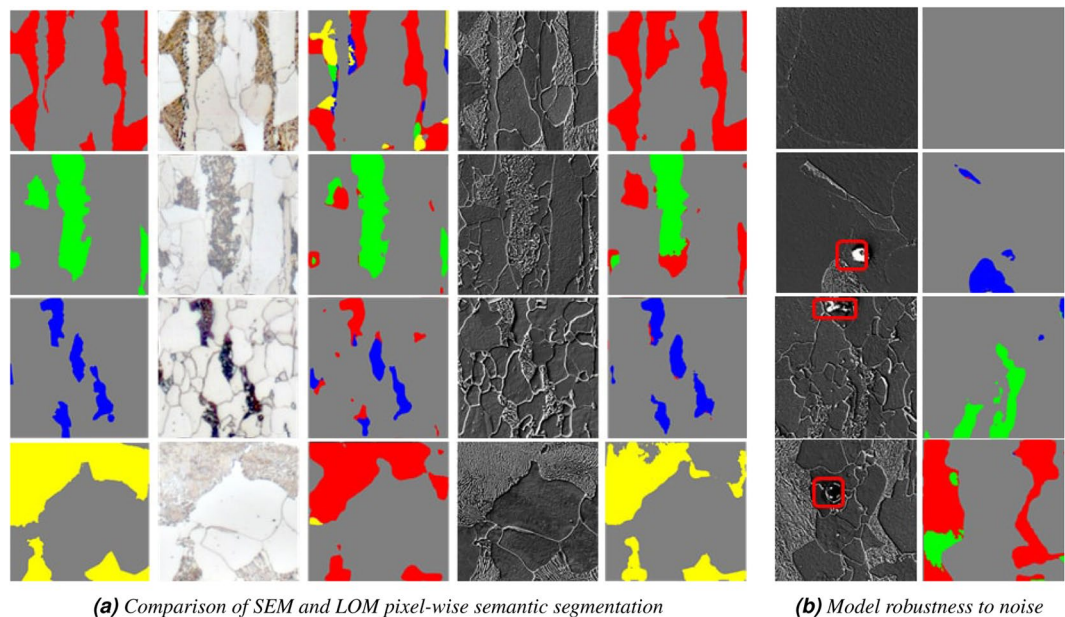 (a) Comparison of SEM and LOM pixel-wise semantic segmentation
(b) Model robustness to noise